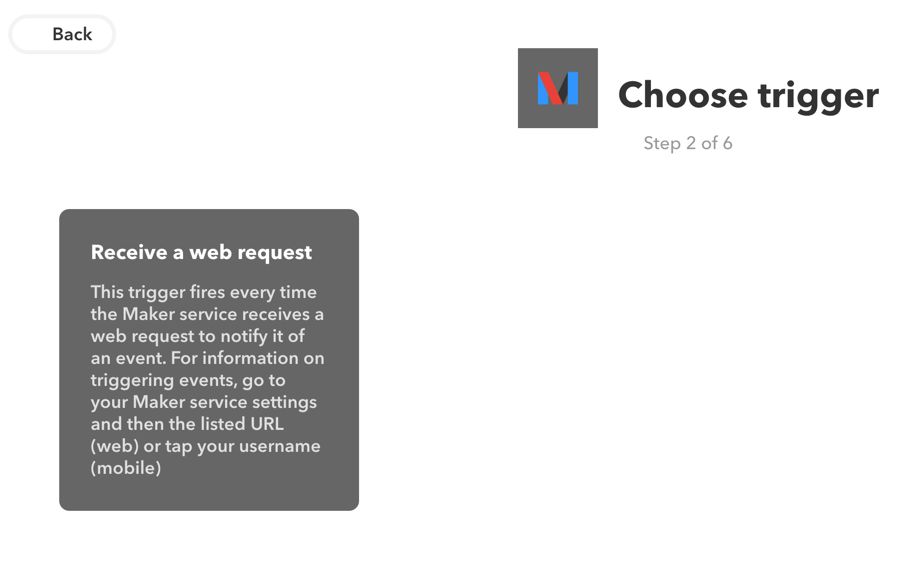 Back
Choose trigger
Step 2 of 6
Receive a web request
This trigger fires every time
the Maker service receives a
web request to notify it of
an event. For information on
triggering events, go to
your Maker service settings
and then the listed URL
(web) or tap your username
(mobile)